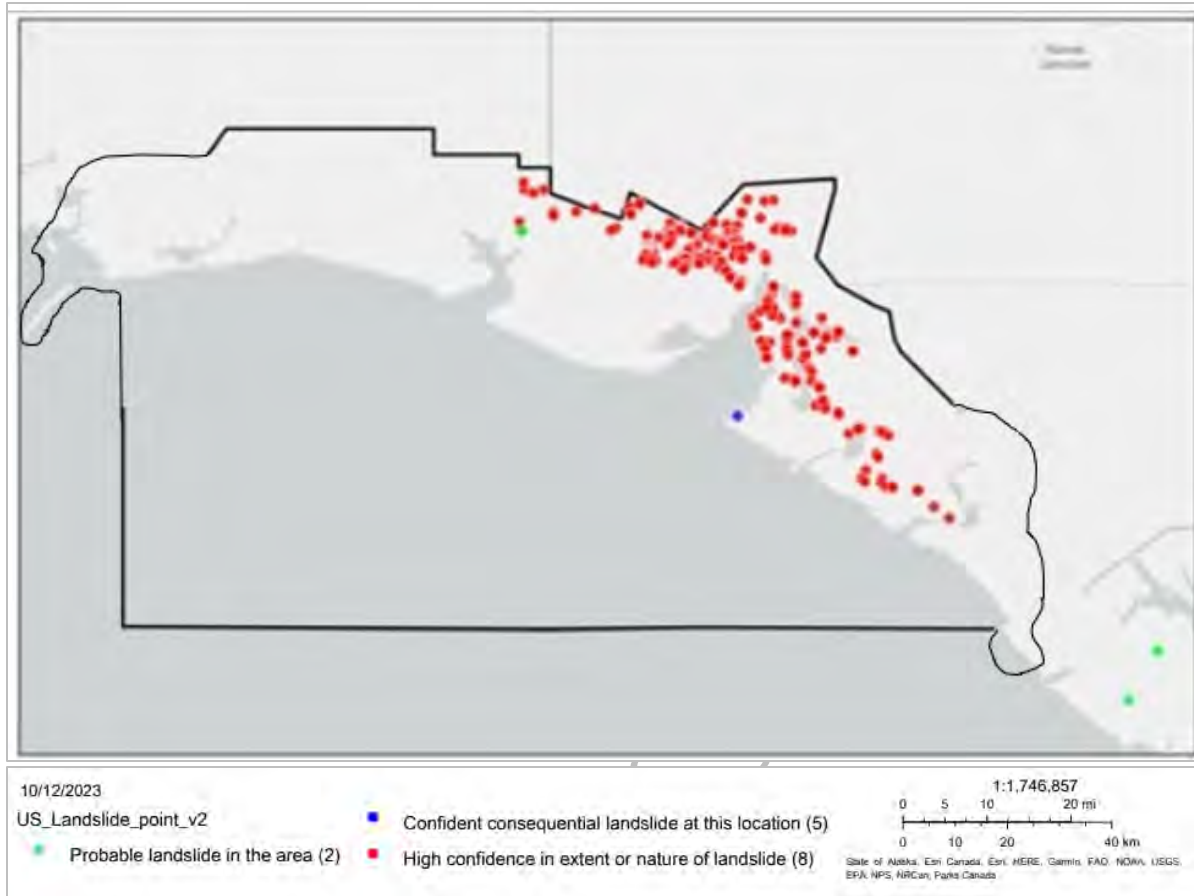 10/12/2023
US_Landslide_point_v2
Probable landslide in the area (2)
Confident consequential landslide at this location (5)
High confidence in extent or nature of landslide (8)
1:1,746,857
0 5 10 20 mi
0 10 20 40 km
State of Alaska, Esri Canada, Esri, HERE, Garmin, FAO, NOAA, USGS,
EPA, NPS, NRCan, Parks Canada